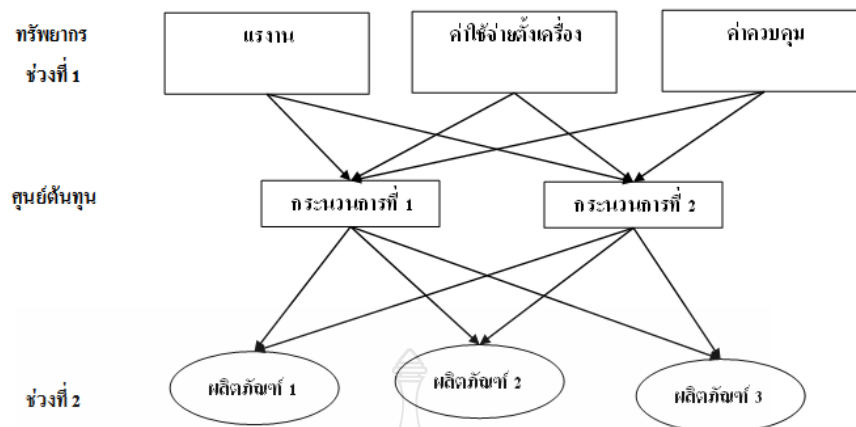 ทรัพยากร
แรงงาน
ค่าใช้จ่ายตั้งเครื่อง
ค่าควบคุม
ช่วงที่ 1
ศูนย์ต้นทุน
กระบวนการที่ 1
กระบวนการที่ 2
ผลิตภัณฑ์ 1
ผลิตภัณฑ์ 2
ผลิตภัณฑ์ 3
ช่วงที่ 2